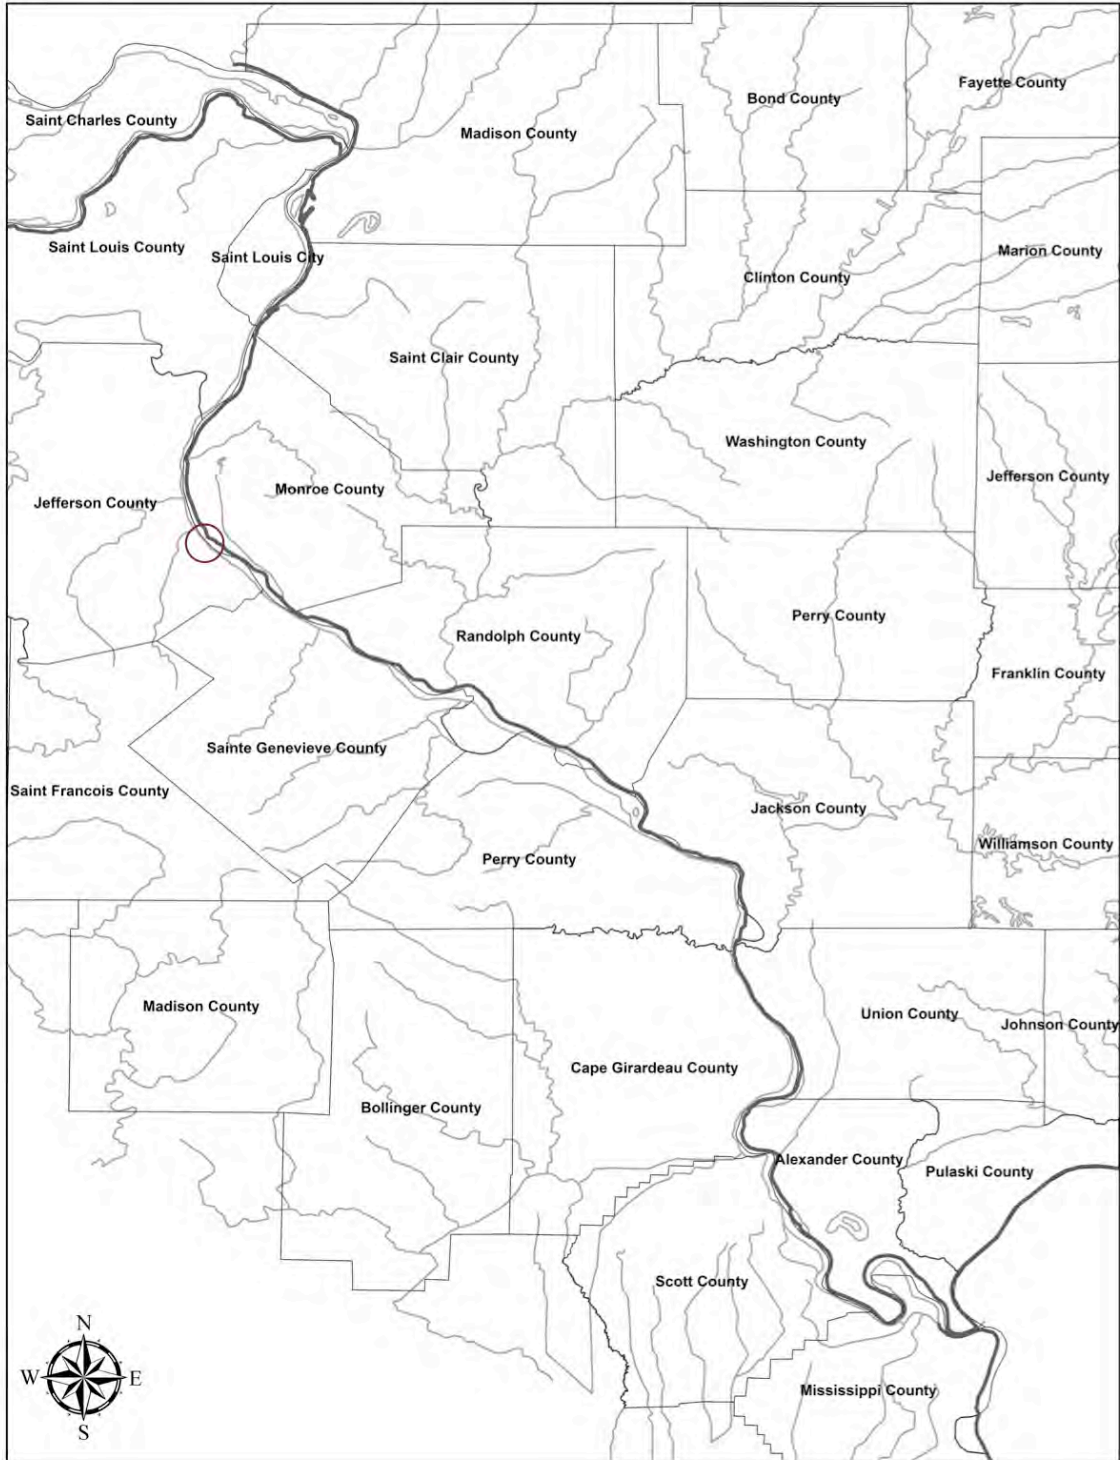 Fayette County
Bond County
Saint Charles County
Madison County
Saint Louis County
Marion County
Saint Louis City
Clinton County
Saint Clair County
Washington County
Jefferson County
Monroe County
Jefferson County
Perry County
Randolph County
Franklin County
Sainte Genevieve County
Saint Francois County
Jackson County
Williamson County
Perry County
Madison County
Union County
Johnson County
Cape Girardeau County
Bollinger County
Alexander County
Pulaski County
Scott County
N
W E
S
Mississippi County